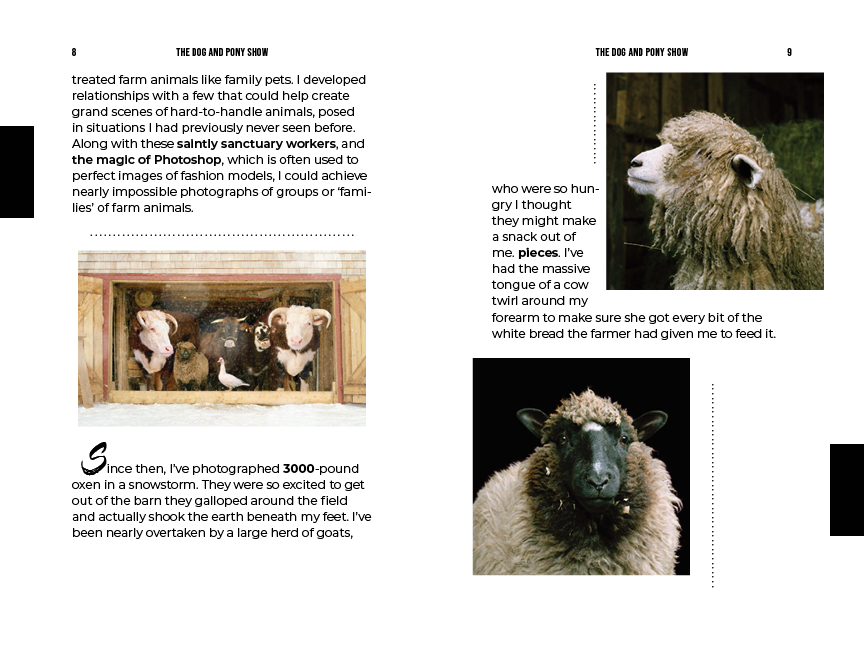 8
THE DOG AND PONY SHOW
treated farm animals like family pets. I developed
relationships with a few that could help create
grand scenes of hard-to-handle animals, posed
in situations I had previously never seen before.
Along with these saintly sanctuary workers, and
the magic of Photoshop, which is often used to
perfect images of fashion models, I could achieve
nearly impossible photographs of groups or ‘fami-
lies’ of farm animals.
Since then, I’ve photographed 3000-pound
oxen in a snowstorm. They were so excited to get
out of the barn they galloped around the field
and actually shook the earth beneath my feet. I’ve
been nearly overtaken by a large herd of goats,
THE DOG AND PONY SHOW
9
who were so hun-
gry I thought
they might make
a snack out of
me. pieces. I’ve
had the massive
tongue of a cow
twirl around my
forearm to make sure she got every bit of the
white bread the farmer had given me to feed it.